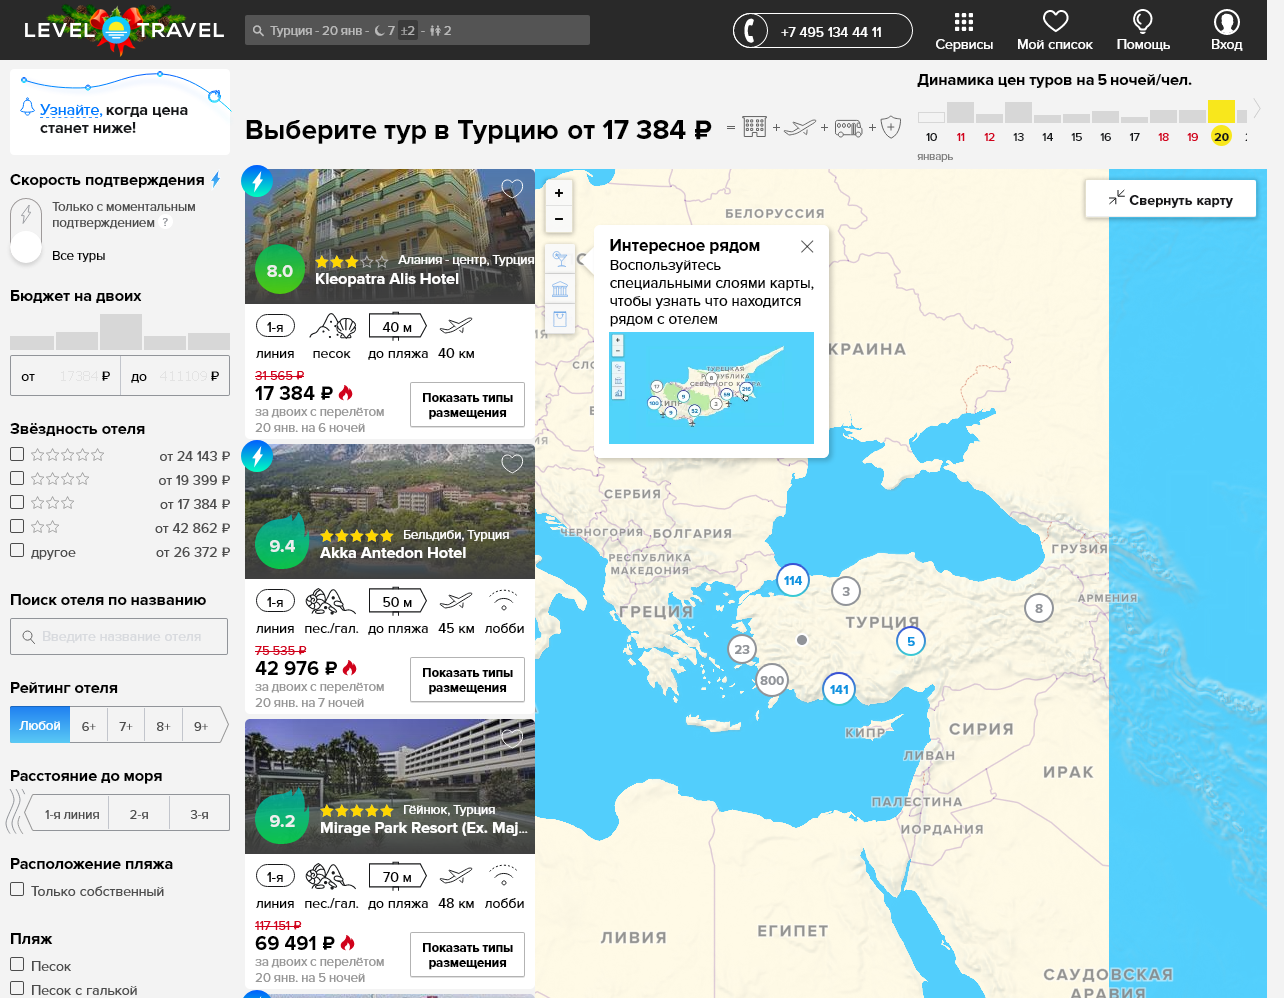 LEVEL TRAVEL
Турция - 20 янв - 7 ±2 - 2
+7 495 134 44 11
Сервисы
Мой список
Помощь
Вход
Узнайте, когда цена
станет ниже!
Выберите тур в Турцию от 17 384 ₽
Динамика цен туров на 5 ночей/чел.
10 11 12 13 14 15 16 17 18 19 20
январь
Скорость подтверждения
Только с моментальным
подтверждением ?
Все туры
Бюджет на двоих
от 17384 ₽ до 411109 ₽
Звёздность отеля
от 24 143 ₽
от 19 399 ₽
от 17 384 ₽
от 42 862 ₽
другое от 26 372 ₽
Поиск отеля по названию
Введите название отеля
Рейтинг отеля
Любой 6+ 7+ 8+ 9+
Расстояние до моря
1-я линия 2-я 3-я
Расположение пляжа
Только собственный
Пляж
Песок
Песок с галькой
8.0
Алания - центр, Турция
Kleopatra Alis Hotel
1-я 40 м
линия песок до пляжа 40 км
31 565 ₽
17 384 ₽
за двоих с перелётом
20 янв. на 6 ночей
Показать типы
размещения
9.4
Бельдиби, Турция
Akka Antedon Hotel
1-я 50 м
линия пес./гал. до пляжа 45 км лобби
75 535 ₽
42 976 ₽
за двоих с перелётом
20 янв. на 7 ночей
Показать типы
размещения
9.2
Гёйнюк, Турция
Mirage Park Resort (Ex. Maj...
1-я 70 м
линия пес./гал. до пляжа 48 км лобби
117 151 ₽
69 491 ₽
за двоих с перелётом
20 янв. на 5 ночей
Показать типы
размещения
+
−
Свернуть карту
Интересное рядом
Воспользуйтесь
специальными слоями карты,
чтобы узнать что находится
рядом с отелем
БЕЛОРУССИЯ
КРАИНА
СЕРБИЯ
ЧЕРНОГОРИЯ
БОЛГАРИЯ
РЕСПУБЛИКА
МАКЕДОНИЯ
ГРУЗИЯ
АРМЕНИЯ
ГРЕЦИЯ
ТУРЦИЯ
114
3
8
5
23
800
141
КИПР
СИРИЯ
ЛИВАН
ИРАК
ПАЛЕСТИНА
ИОРДАНИЯ
ЛИВИЯ
ЕГИПЕТ
САУДОВСКАЯ
АРАВИЯ